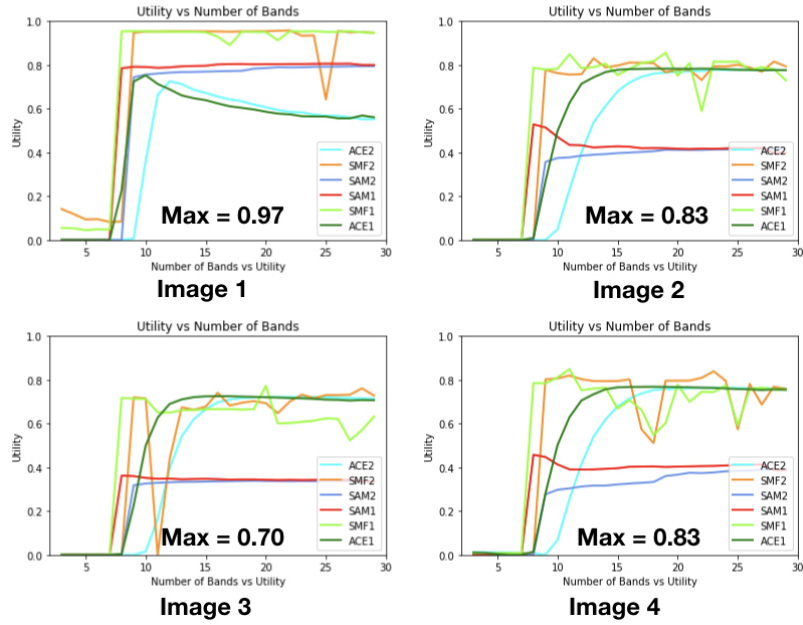 Utility vs Number of Bands
1.0
0.8
0.6
0.4
0.2
0.0
Utility
ACE2
SMF2
SAM2
SAM1
SMF1
ACE1
Max = 0.97
5 10 15 20 25 30
Number of Bands vs Utility
Image 1
Utility vs Number of Bands
1.0
0.8
0.6
0.4
0.2
0.0
Utility
ACE2
SMF2
SAM2
SAM1
SMF1
ACE1
Max = 0.83
5 10 15 20 25 30
Number of Bands vs Utility
Image 2
Utility vs Number of Bands
1.0
0.8
0.6
0.4
0.2
0.0
Utility
ACE2
SMF2
SAM2
SAM1
SMF1
ACE1
Max = 0.70
5 10 15 20 25 30
Number of Bands vs Utility
Image 3
Utility vs Number of Bands
1.0
0.8
0.6
0.4
0.2
0.0
Utility
ACE2
SMF2
SAM2
SAM1
SMF1
ACE1
Max = 0.83
5 10 15 20 25 30
Number of Bands vs Utility
Image 4